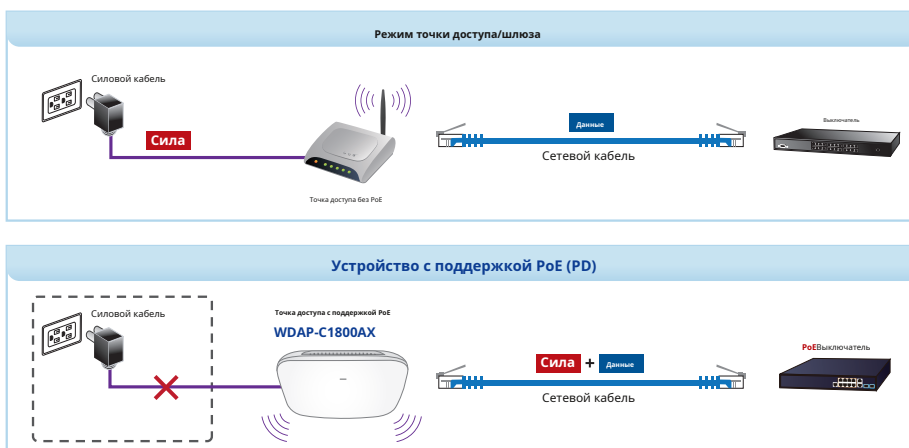 Режим точки доступа/шлюза
Силовой кабель
Сила
Точка доступа без PoE
Данные
Сетевой кабель
Выключатель
Устройство с поддержкой PoE (PD)
Силовой кабель
Точка доступа с поддержкой PoE
WDAP-C1800AX
Сила + Данные
Сетевой кабель
PoEВыключатель